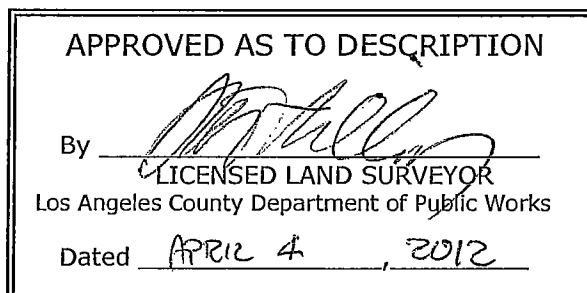 APPROVED AS TO DESCRIPTION
By
LICENSED LAND SURVEYOR
Los Angeles County Department of Public Works
Dated APRIL 4, 2012